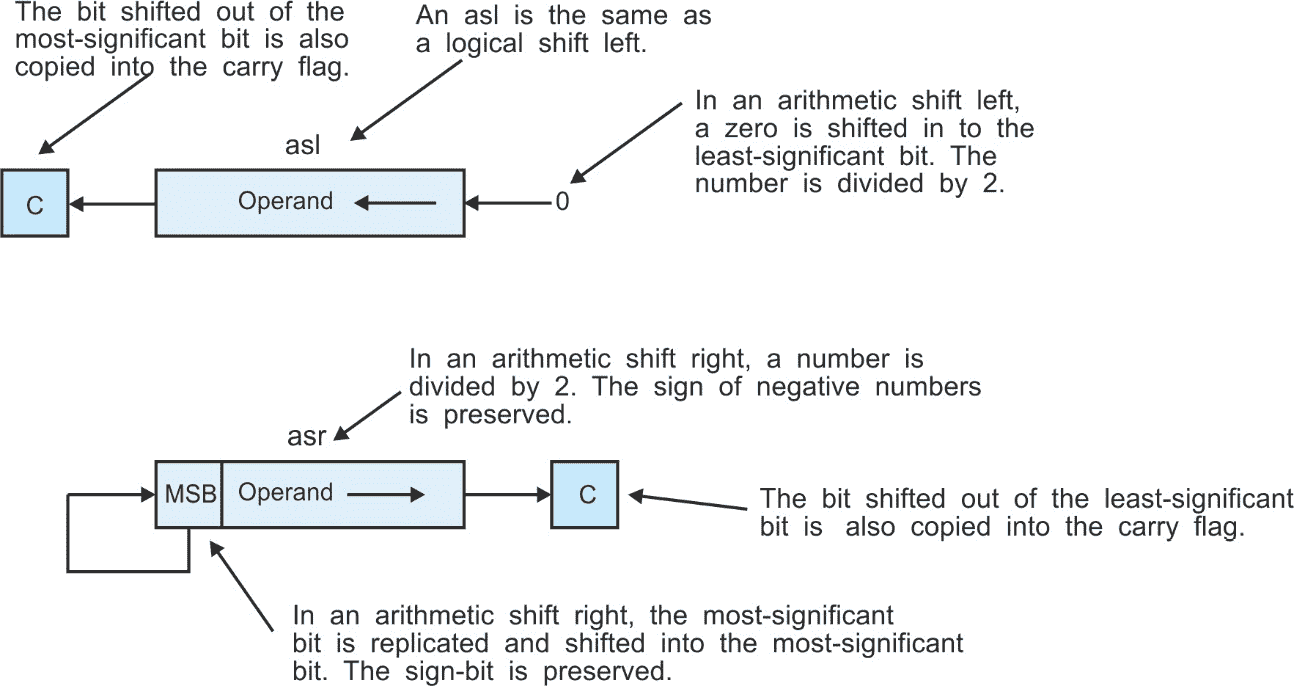 The bit shifted out of the
most-significant bit is also
copied into the carry flag.
An asl is the same as
a logical shift left.
In an arithmetic shift left,
a zero is shifted in to the
least-significant bit. The
number is divided by 2.
asl
C
Operand
0
In an arithmetic shift right, a number is
divided by 2. The sign of negative numbers
is preserved.
asr
MSB
Operand
C
The bit shifted out of the least-significant
bit is also copied into the carry flag.
In an arithmetic shift right, the most-significant
bit is replicated and shifted into the most-significant
bit. The sign-bit is preserved.